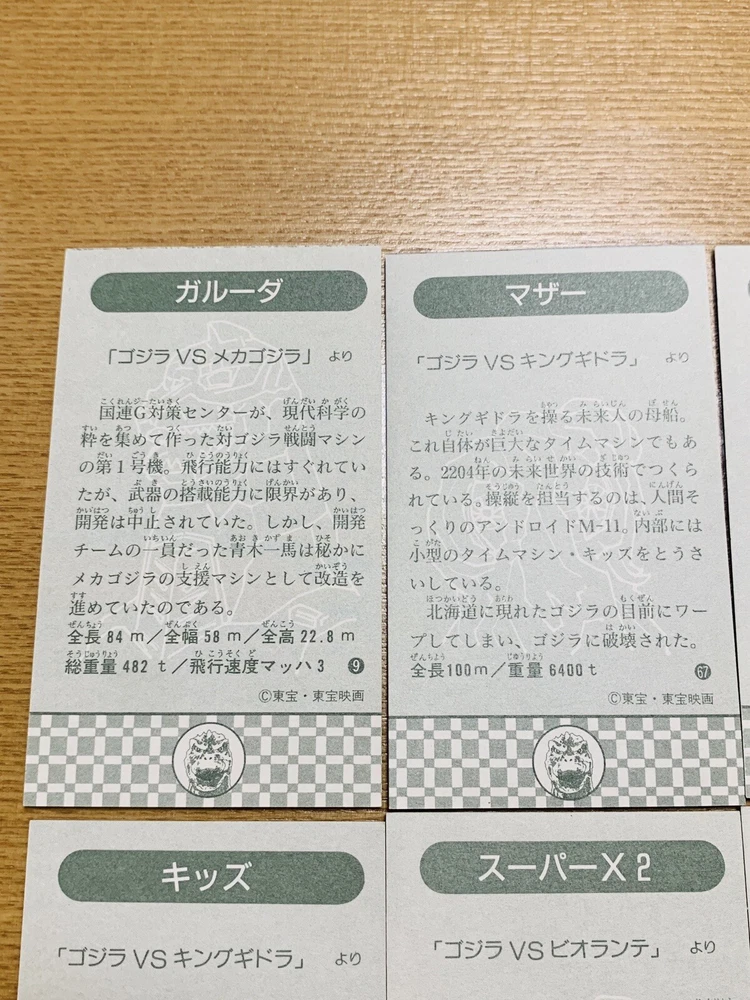 ガルーダ
「ゴジラVSメカゴジラ」 より
国連G対策センターが、現代科学の
粋を集めて作った対ゴジラ戦闘マシン
の第1号機。飛行能力にはすぐれてい
たが、武器の搭載能力に限界があり、
開発は中止されていた。しかし、開発
チームの一員だった青木一馬は秘かに
メカゴジラの支援マシンとして改造を
進めていたのである。
全長84m/全幅58m/全高22.8m
総重量482t/飛行速度マッハ3 9
©東宝・東宝映画
マザー
「ゴジラVSキングギドラ」 より
キングギドラを操る未来人の母船。
これ自体が巨大なタイムマシンでもあ
る。2204年の未来世界の技術でつくら
れている。操縦を担当するのは、人間そ
っくりのアンドロイドM-11。内部には
小型のタイムマシン・キッズをとうさ
いしている。
北海道に現れたゴジラの目前にワー
プしてしまい、ゴジラに破壊された。
全長100m/重量6400t 67
©東宝・東宝映画
キッズ
「ゴジラVSキングギドラ」 より
スーパーX2
「ゴジラVSビオランテ」 より